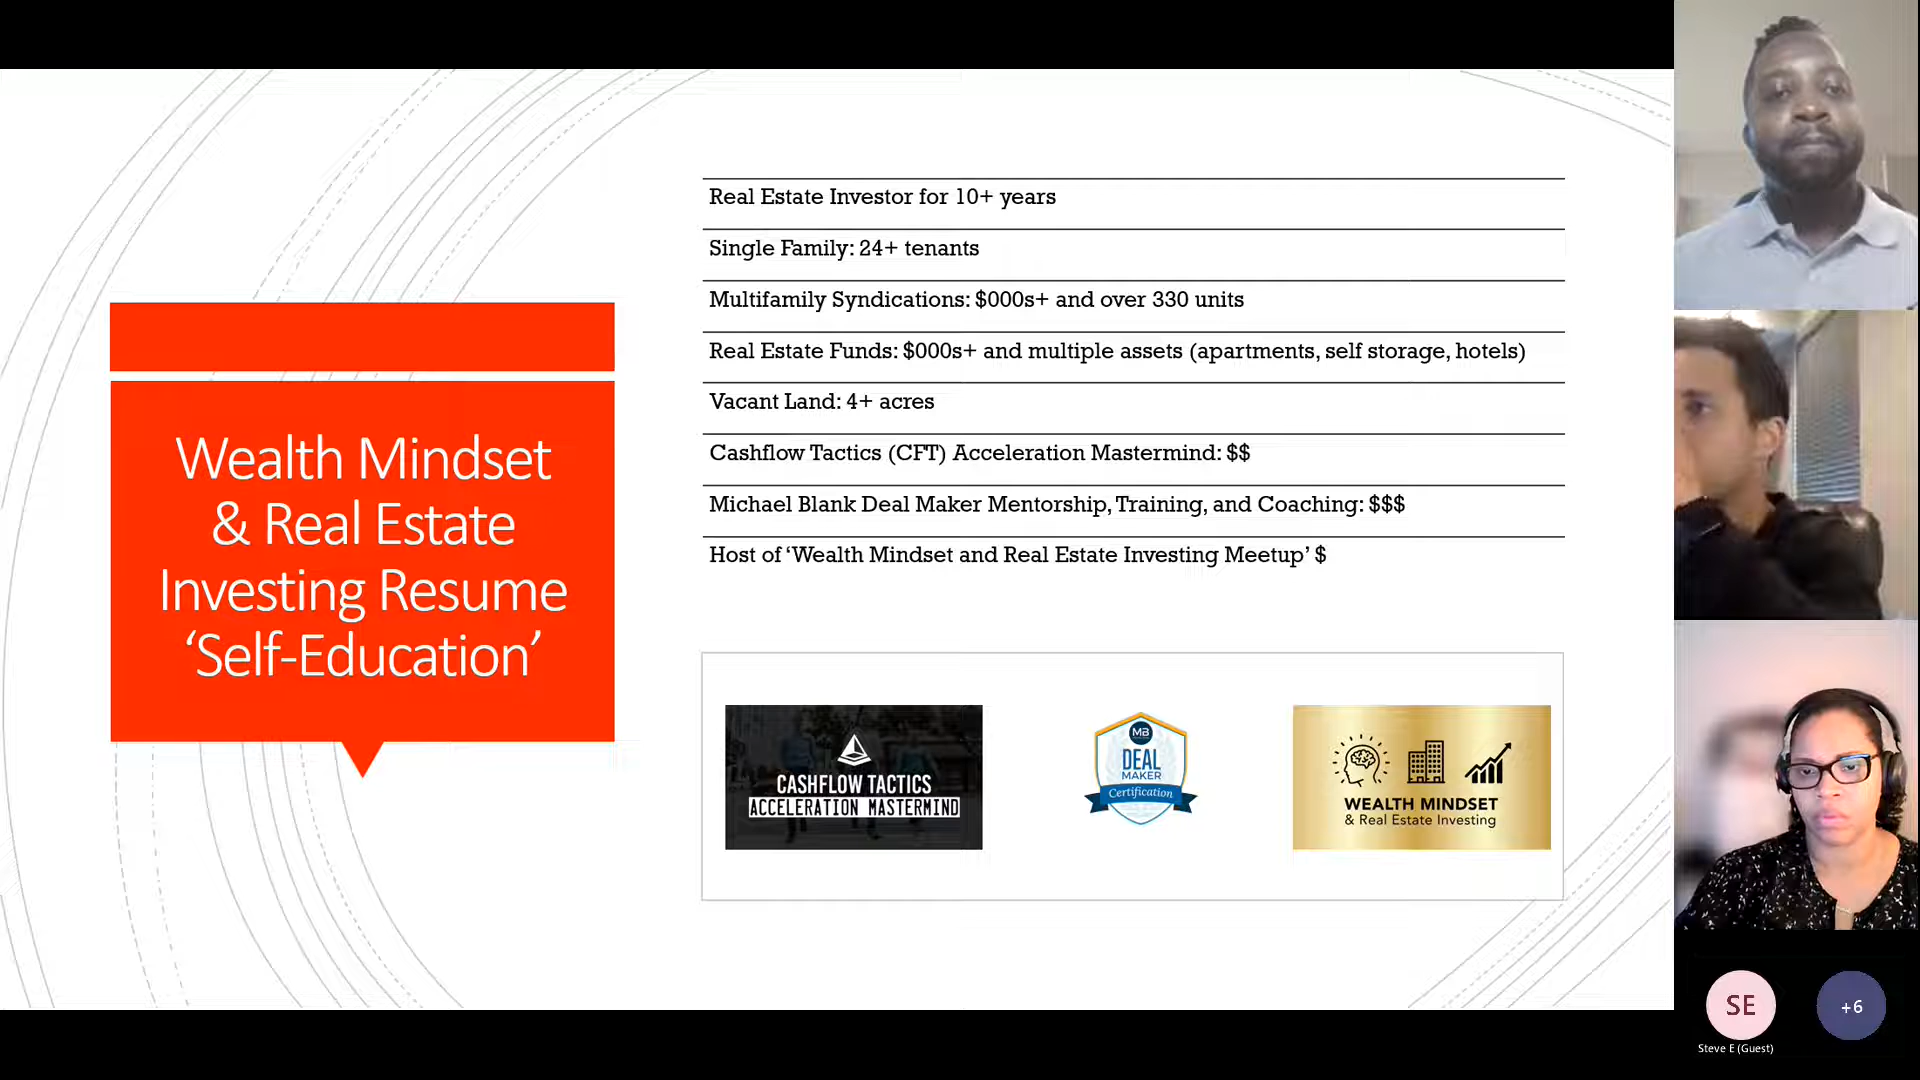 Wealth Mindset
& Real Estate
Investing Resume
‘Self-Education’
Real Estate Investor for 10+ years
Single Family: 24+ tenants
Multifamily Syndications: $000s+ and over 330 units
Real Estate Funds: $000s+ and multiple assets (apartments, self storage, hotels)
Vacant Land: 4+ acres
Cashflow Tactics (CFT) Acceleration Mastermind: $$
Michael Blank Deal Maker Mentorship, Training, and Coaching: $$$
Host of ‘Wealth Mindset and Real Estate Investing Meetup’ $
CASHFLOW TACTICS
ACCELERATION MASTERMIND
MB
DEAL
MAKER
Certification
WEALTH MINDSET
& Real Estate Investing
SE
+6
Steve E (Guest)